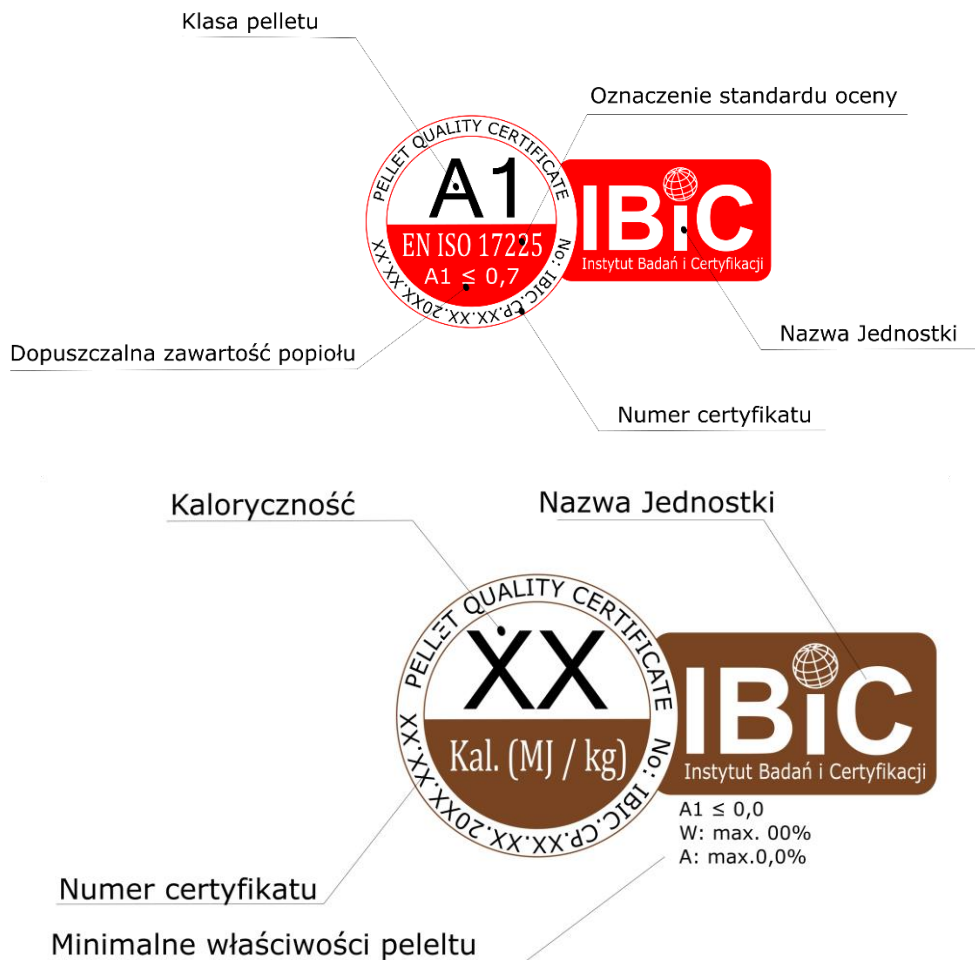 Klasa pelletu
Oznaczenie standardu oceny
PELLET QUALITY CERTIFICATE
No: IBIC.CP.XX.XX.20XX.XX.XX
A1
EN ISO 17225
A1 ≤ 0,7
IBiC
Instytut Badań i Certyfikacji
Nazwa Jednostki
Dopuszczalna zawartość popiołu
Numer certyfikatu
Kaloryczność
Nazwa Jednostki
PELLET QUALITY CERTIFICATE
No: IBIC.CP.XX.XX.20XX.XX.XX
XX
Kal. (MJ / kg)
IBiC
Instytut Badań i Certyfikacji
A1 ≤ 0,0
W: max. 00%
A: max.0,0%
Numer certyfikatu
Minimalne właściwości peleltu